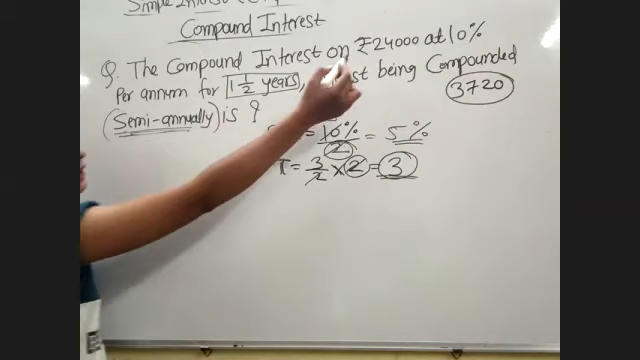 Compound Interest
Q. The Compound Interest on ₹24000 at 10%
Per annum for 1 1/2 years, being Compounded
3720
(Semi-annually) is ?
= 10%/2 = 5%
T = 3/2 × 2 = 3